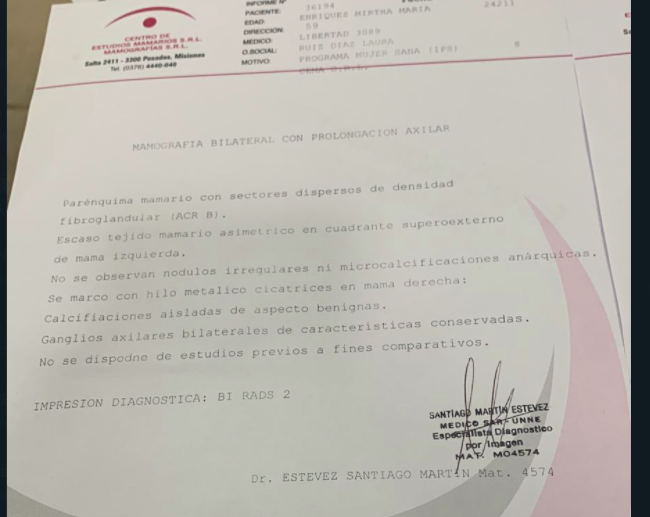 CENTRO DE
ESTUDIOS MAMARIOS S.R.L.
MAMOGRAFÍAS S.R.L.
Salta 2411 - 3300 Posadas, Misiones
Tel. (0376) 4440-040
INFORME Nº 36194 24211
PACIENTE: ENRIQUES MIRTHA MARIA
EDAD: 59
DIRECCION: LIBERTAD 3089
MEDICO: RUIS DIAZ LAURA
O.SOCIAL: PROGRAMA MUJER SANA (IPS) 8
MOTIVO: CEMA S.R.L.
MAMOGRAFIA BILATERAL CON PROLONGACION AXILAR
Parénquima mamario con sectores dispersos de densidad
fibroglandular (ACR B).
Escaso tejido mamario asimetrico en cuadrante superoexterno
de mama izquierda.
No se observan nodulos irregulares ni microcalcificaciones anárquicas.
Se marco con hilo metalico cicatrices en mama derecha:
Calcifiaciones aisladas de aspecto benignas.
Ganglios axilares bilaterales de caracteristicas conservadas.
No se dispodne de estudios previos a fines comparativos.
IMPRESION DIAGNOSTICA: BI RADS 2
SANTIAGO MARTIN ESTEVEZ
MEDICO SAR-UNNE
Especialista Diagnostico
por Imagen
MAT. MO4574
Dr. ESTEVEZ SANTIAGO MARTIN Mat. 4574